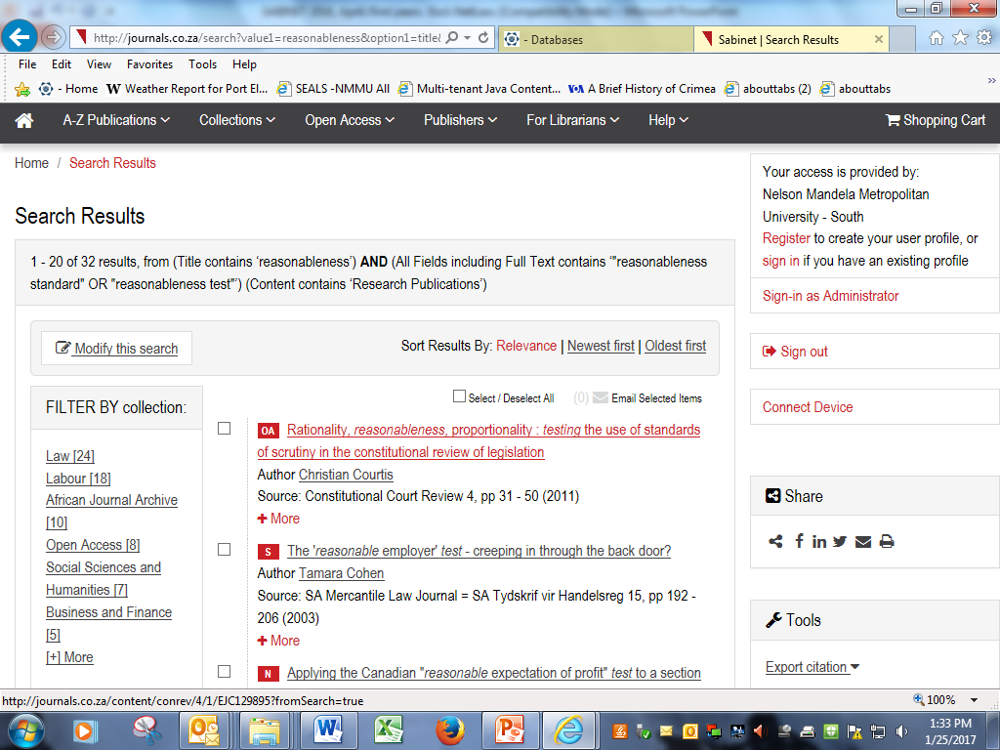 http://journals.co.za/search?value1=reasonableness&option1=title&
- Databases
Sabinet | Search Results
File Edit View Favorites Tools Help
- Home
Weather Report for Port El...
SEALS -NMMU All
Multi-tenant Java Content...
VOA A Brief History of Crimea
abouttabs (2)
abouttabs
A-Z Publications
Collections
Open Access
Publishers
For Librarians
Help
Shopping Cart
Home / Search Results
Search Results
1 - 20 of 32 results, from (Title contains ‘reasonableness’) AND (All Fields including Full Text contains ‘"reasonableness
standard" OR "reasonableness test"’) (Content contains ‘Research Publications’)
Modify this search
Sort Results By: Relevance | Newest first | Oldest first
Select / Deselect All
(0) Email Selected Items
FILTER BY collection:
Law [24]
Labour [18]
African Journal Archive
[10]
Open Access [8]
Social Sciences and
Humanities [7]
Business and Finance
[5]
[+] More
OA Rationality, reasonableness, proportionality : testing the use of standards
of scrutiny in the constitutional review of legislation
Author Christian Courtis
Source: Constitutional Court Review 4, pp 31 - 50 (2011)
+ More
S The 'reasonable employer' test - creeping in through the back door?
Author Tamara Cohen
Source: SA Mercantile Law Journal = SA Tydskrif vir Handelsreg 15, pp 192 -
206 (2003)
+ More
N Applying the Canadian "reasonable expectation of profit" test to a section
Your access is provided by:
Nelson Mandela Metropolitan
University - South
Register to create your user profile, or
sign in if you have an existing profile
Sign-in as Administrator
Sign out
Connect Device
Share
Tools
Export citation
http://journals.co.za/content/conrev/4/1/EJC129895?fromSearch=true
100%
1:33 PM
1/25/2017